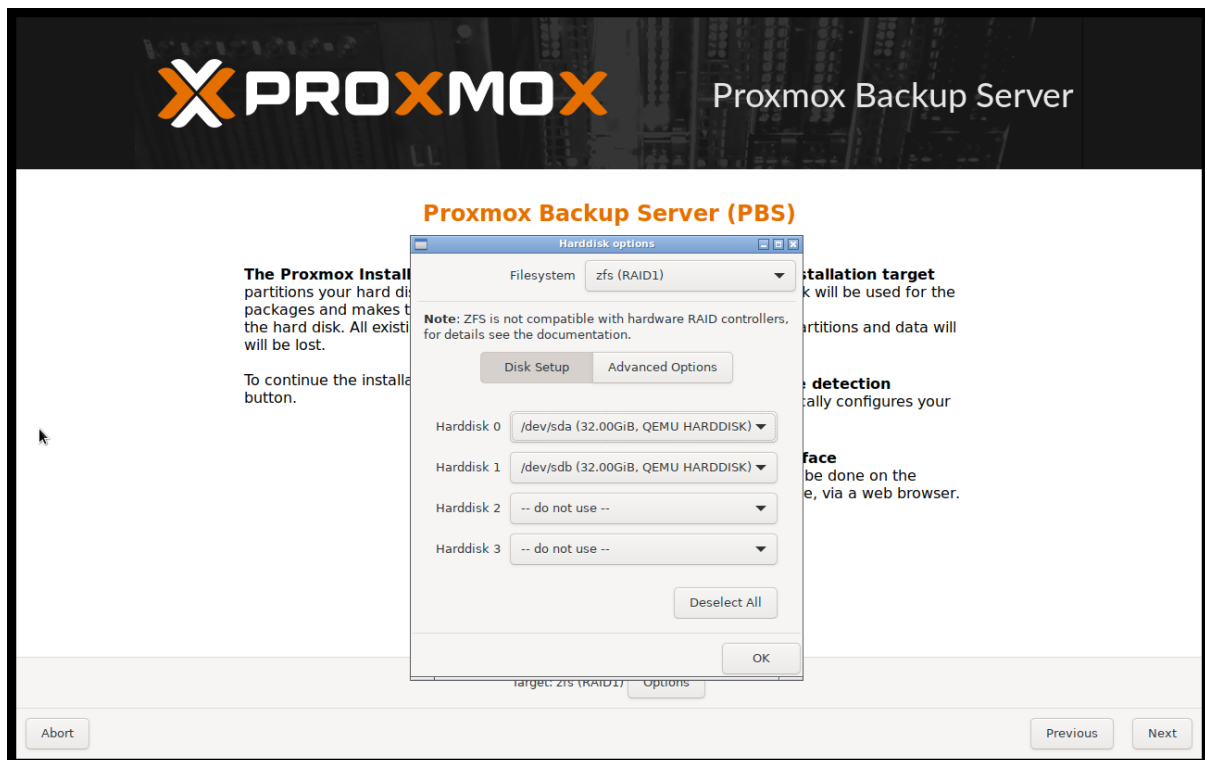 PROXMOX
Proxmox Backup Server
Proxmox Backup Server (PBS)
Harddisk options
Filesystem zfs (RAID1)
Note: ZFS is not compatible with hardware RAID controllers,
for details see the documentation.
Disk Setup Advanced Options
Harddisk 0 /dev/sda (32.00GiB, QEMU HARDDISK)
Harddisk 1 /dev/sdb (32.00GiB, QEMU HARDDISK)
Harddisk 2 -- do not use --
Harddisk 3 -- do not use --
Deselect All
OK
The Proxmox Install
partitions your hard di
packages and makes t
the hard disk. All existi
will be lost.
To continue the installa
button.
stallation target
k will be used for the
artitions and data will
e detection
cally configures your
face
be done on the
e, via a web browser.
Target: zfs (RAID1) Options
Abort Previous Next